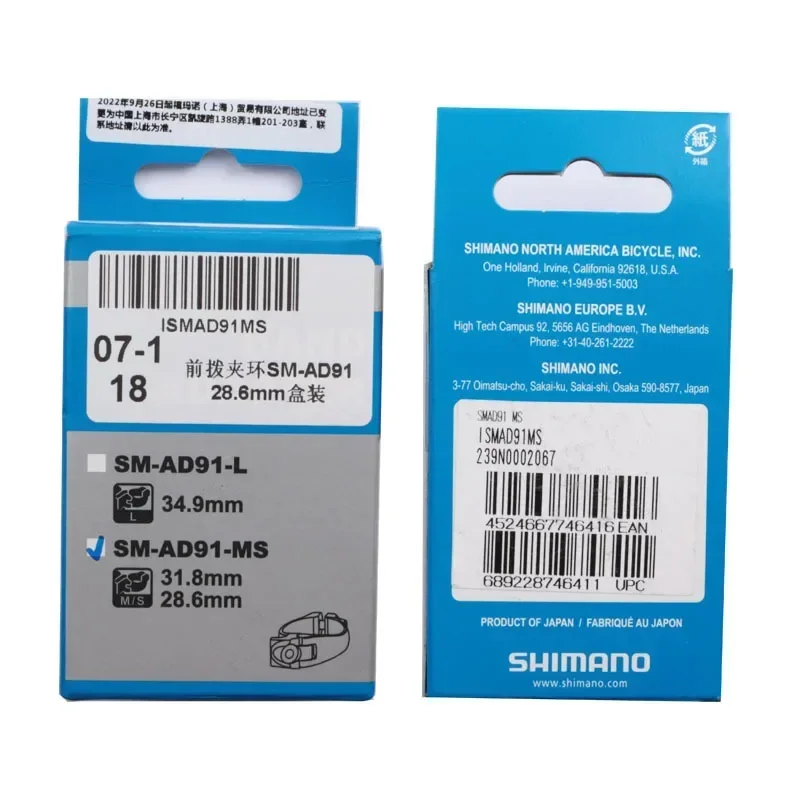 2022年9月26日起禧玛诺（上海）贸易有限公司地址已变
更为中国上海市长宁区凯旋路1388弄1幢201-203室，联
系地址请以此为准。
ISMAD91MS
07-1
18
前拨夹环SM-AD91
28.6mm盒装
SM-AD91-L
L
34.9mm
SM-AD91-MS
M/S
31.8mm
28.6mm
紙
外箱
SHIMANO NORTH AMERICA BICYCLE, INC.
One Holland, Irvine, California 92618, U.S.A.
Phone: +1-949-951-5003
SHIMANO EUROPE B.V.
High Tech Campus 92, 5656 AG Eindhoven, The Netherlands
Phone: +31-40-261-2222
SHIMANO INC.
3-77 Oimatsu-cho, Sakai-ku, Sakai-shi, Osaka 590-8577, Japan
SMAD91 MS
ISMAD91MS
239N0002067
4524667746416 EAN
689228746411 UPC
PRODUCT OF JAPAN / FABRIQUÉ AU JAPON
SHIMANO
www.shimano.com